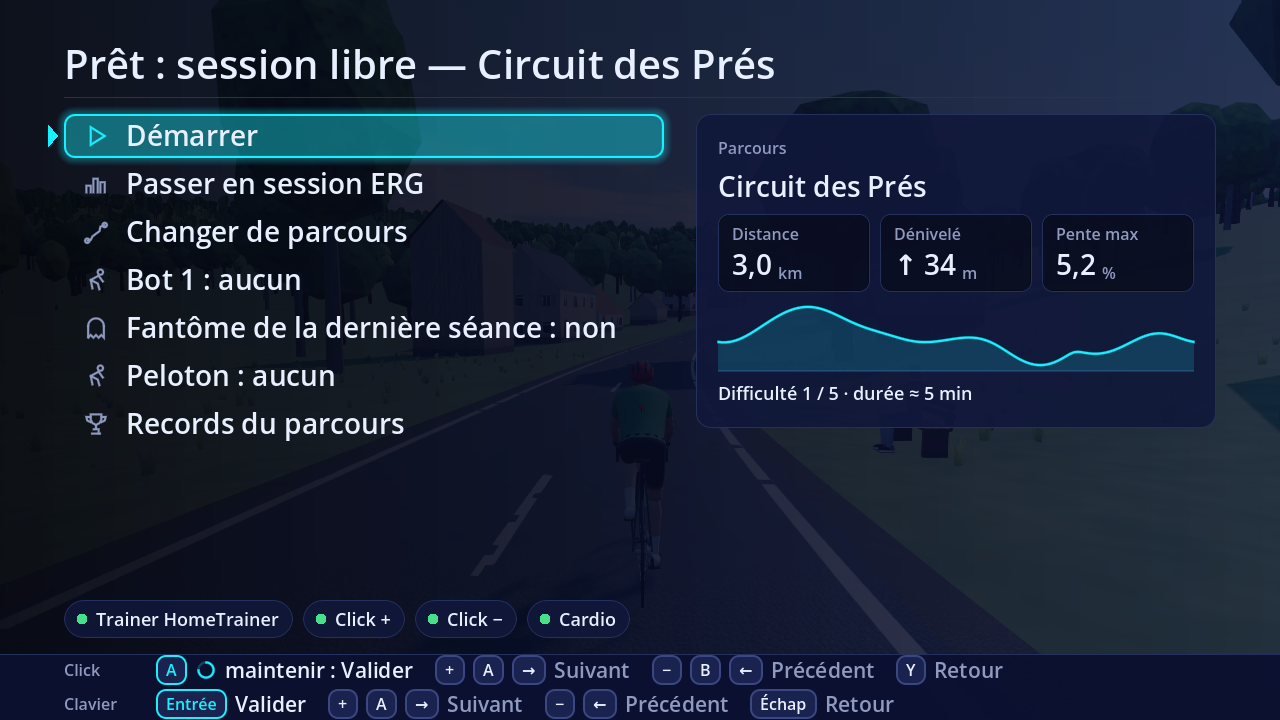 Prêt : session libre — Circuit des Prés
Démarrer
Passer en session ERG
Changer de parcours
Bot 1 : aucun
Fantôme de la dernière séance : non
Peloton : aucun
Records du parcours
Parcours
Circuit des Prés
Distance
3,0 km
Dénivelé
↑ 34 m
Pente max
5,2 %
Difficulté 1 / 5 · durée ≈ 5 min
Trainer HomeTrainer
Click +
Click −
Cardio
Click A maintenir : Valider + A → Suivant − B ← Précédent Y Retour
Clavier Entrée Valider + A → Suivant − ← Précédent Échap Retour